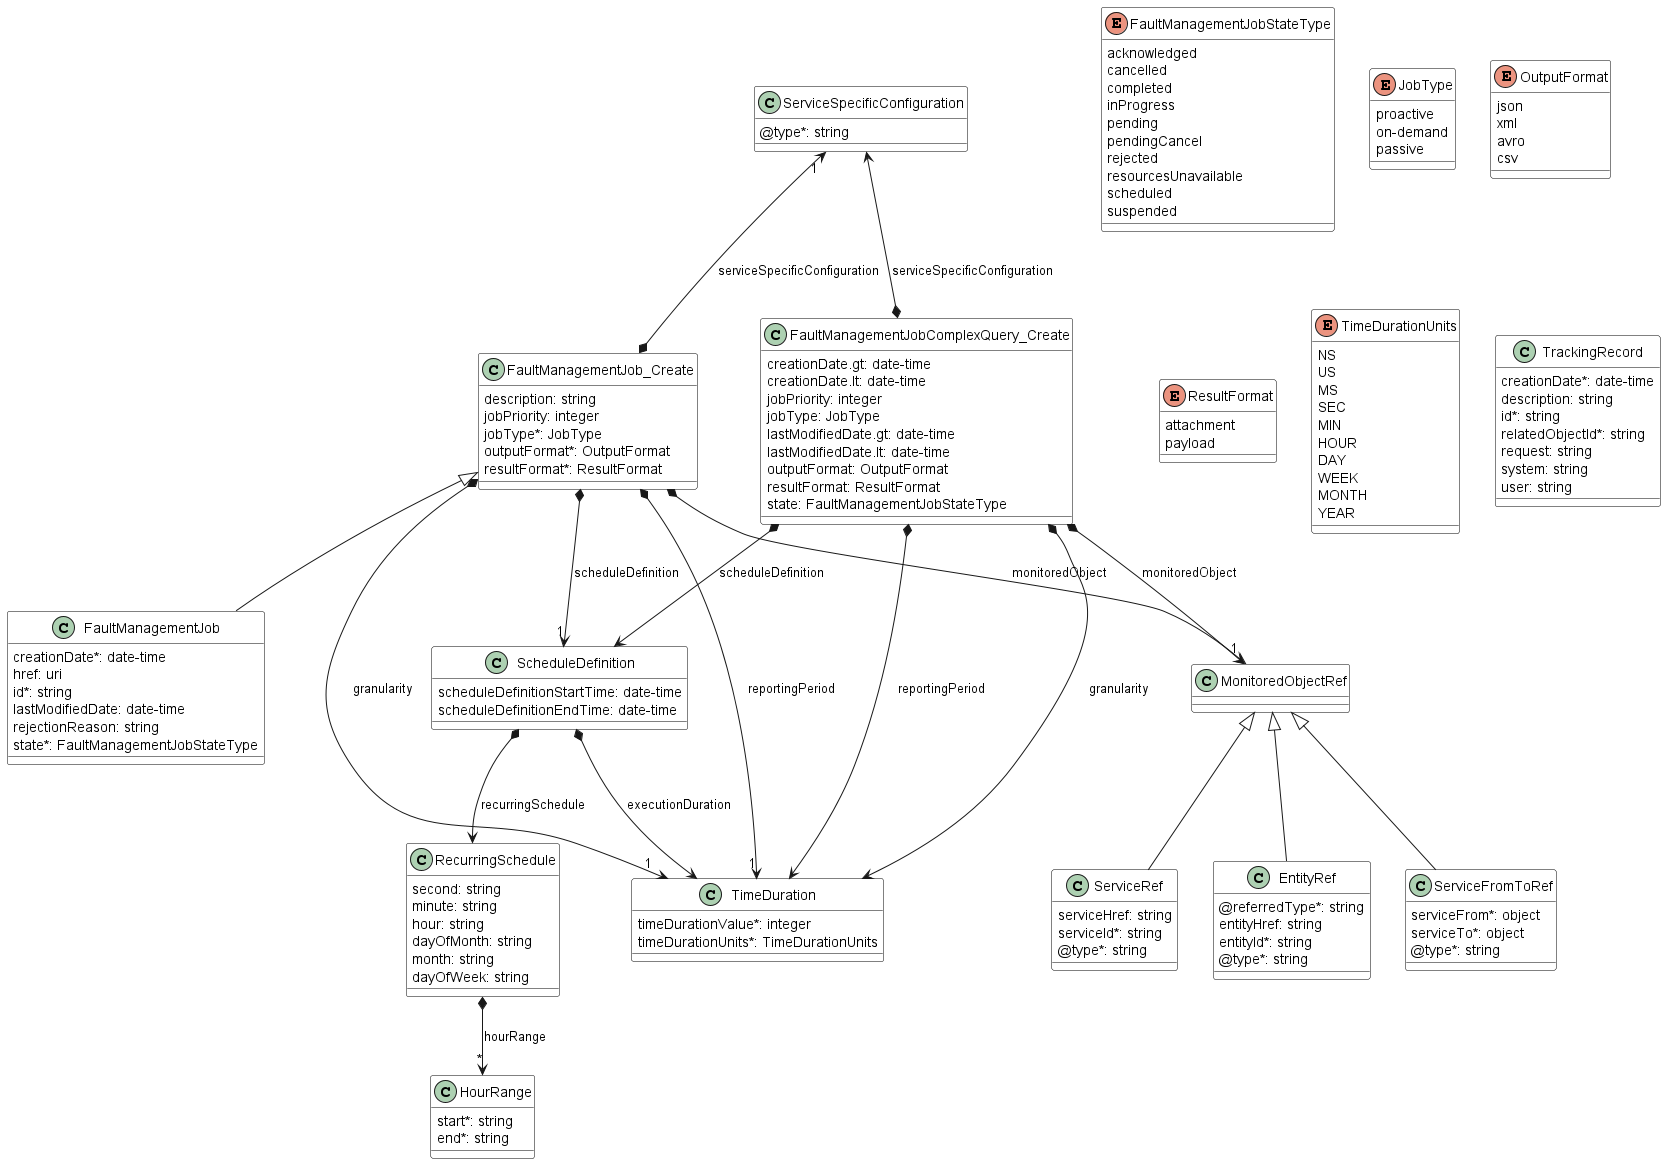 C ServiceSpecificConfiguration
@type*: string
E FaultManagementJobStateType
acknowledged
cancelled
completed
inProgress
pending
pendingCancel
rejected
resourcesUnavailable
scheduled
suspended
E JobType
proactive
on-demand
passive
E OutputFormat
json
xml
avro
csv
1
serviceSpecificConfiguration
serviceSpecificConfiguration
C FaultManagementJob_Create
description: string
jobPriority: integer
jobType*: JobType
outputFormat*: OutputFormat
resultFormat*: ResultFormat
C FaultManagementJobComplexQuery_Create
creationDate.gt: date-time
creationDate.lt: date-time
jobPriority: integer
jobType: JobType
lastModifiedDate.gt: date-time
lastModifiedDate.lt: date-time
outputFormat: OutputFormat
resultFormat: ResultFormat
state: FaultManagementJobStateType
E ResultFormat
attachment
payload
E TimeDurationUnits
NS
US
MS
SEC
MIN
HOUR
DAY
WEEK
MONTH
YEAR
C TrackingRecord
creationDate*: date-time
description: string
id*: string
relatedObjectId*: string
request: string
system: string
user: string
scheduleDefinition
scheduleDefinition
monitoredObject
monitoredObject
1
1
C FaultManagementJob
creationDate*: date-time
href: uri
id*: string
lastModifiedDate: date-time
rejectionReason: string
state*: FaultManagementJobStateType
C ScheduleDefinition
scheduleDefinitionStartTime: date-time
scheduleDefinitionEndTime: date-time
C MonitoredObjectRef
granularity
reportingPeriod
reportingPeriod
granularity
recurringSchedule
executionDuration
1
1
C RecurringSchedule
second: string
minute: string
hour: string
dayOfMonth: string
month: string
dayOfWeek: string
C TimeDuration
timeDurationValue*: integer
timeDurationUnits*: TimeDurationUnits
C ServiceRef
serviceHref: string
serviceId*: string
@type*: string
C EntityRef
@referredType*: string
entityHref: string
entityId*: string
@type*: string
C ServiceFromToRef
serviceFrom*: object
serviceTo*: object
@type*: string
hourRange
*
C HourRange
start*: string
end*: string